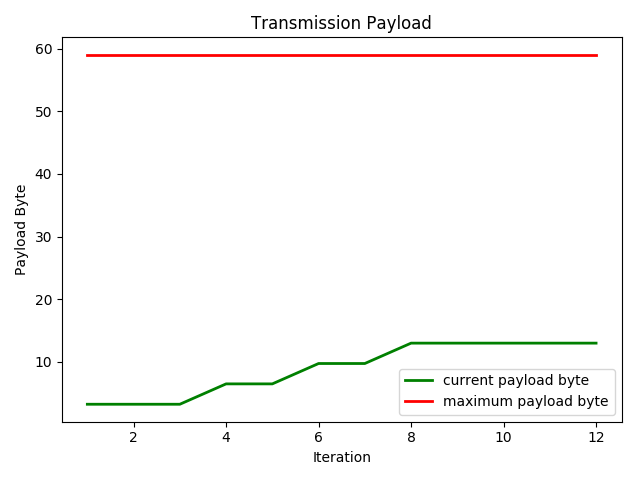 Transmission Payload
60
50
40
30
20
10
Payload Byte
current payload byte
maximum payload byte
2 4 6 8 10 12
Iteration